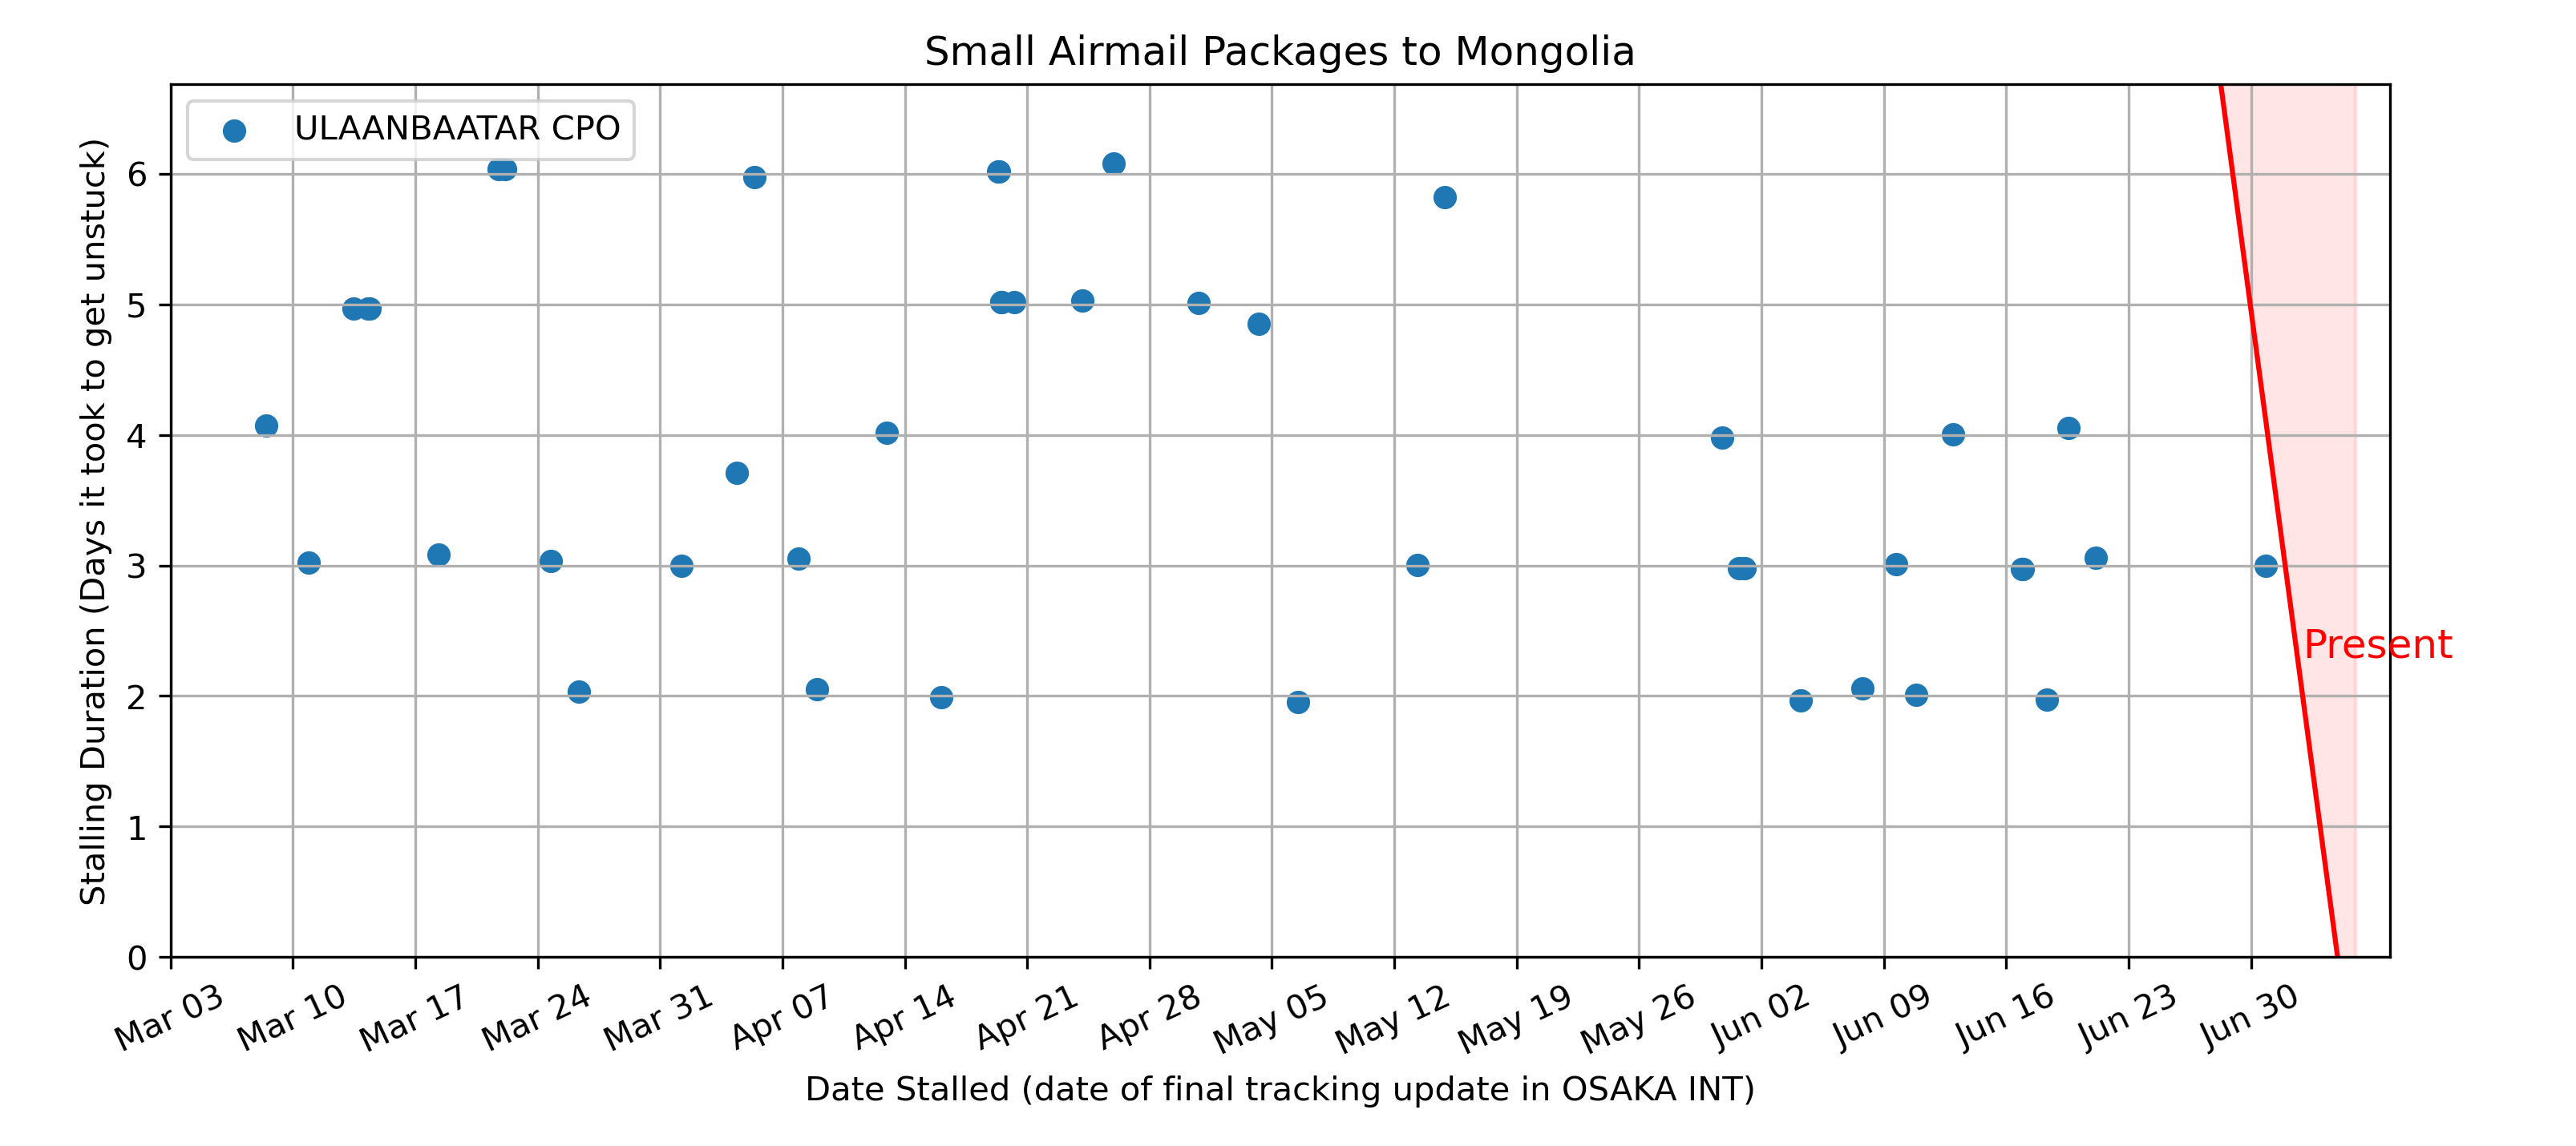 Small Airmail Packages to Mongolia
ULAANBAATAR CPO
Stalling Duration (Days it took to get unstuck)
6
5
4
3
2
1
0
Present
Mar 03
Mar 10
Mar 17
Mar 24
Mar 31
Apr 07
Apr 14
Apr 21
Apr 28
May 05
May 12
May 19
May 26
Jun 02
Jun 09
Jun 16
Jun 23
Jun 30
Date Stalled (date of final tracking update in OSAKA INT)